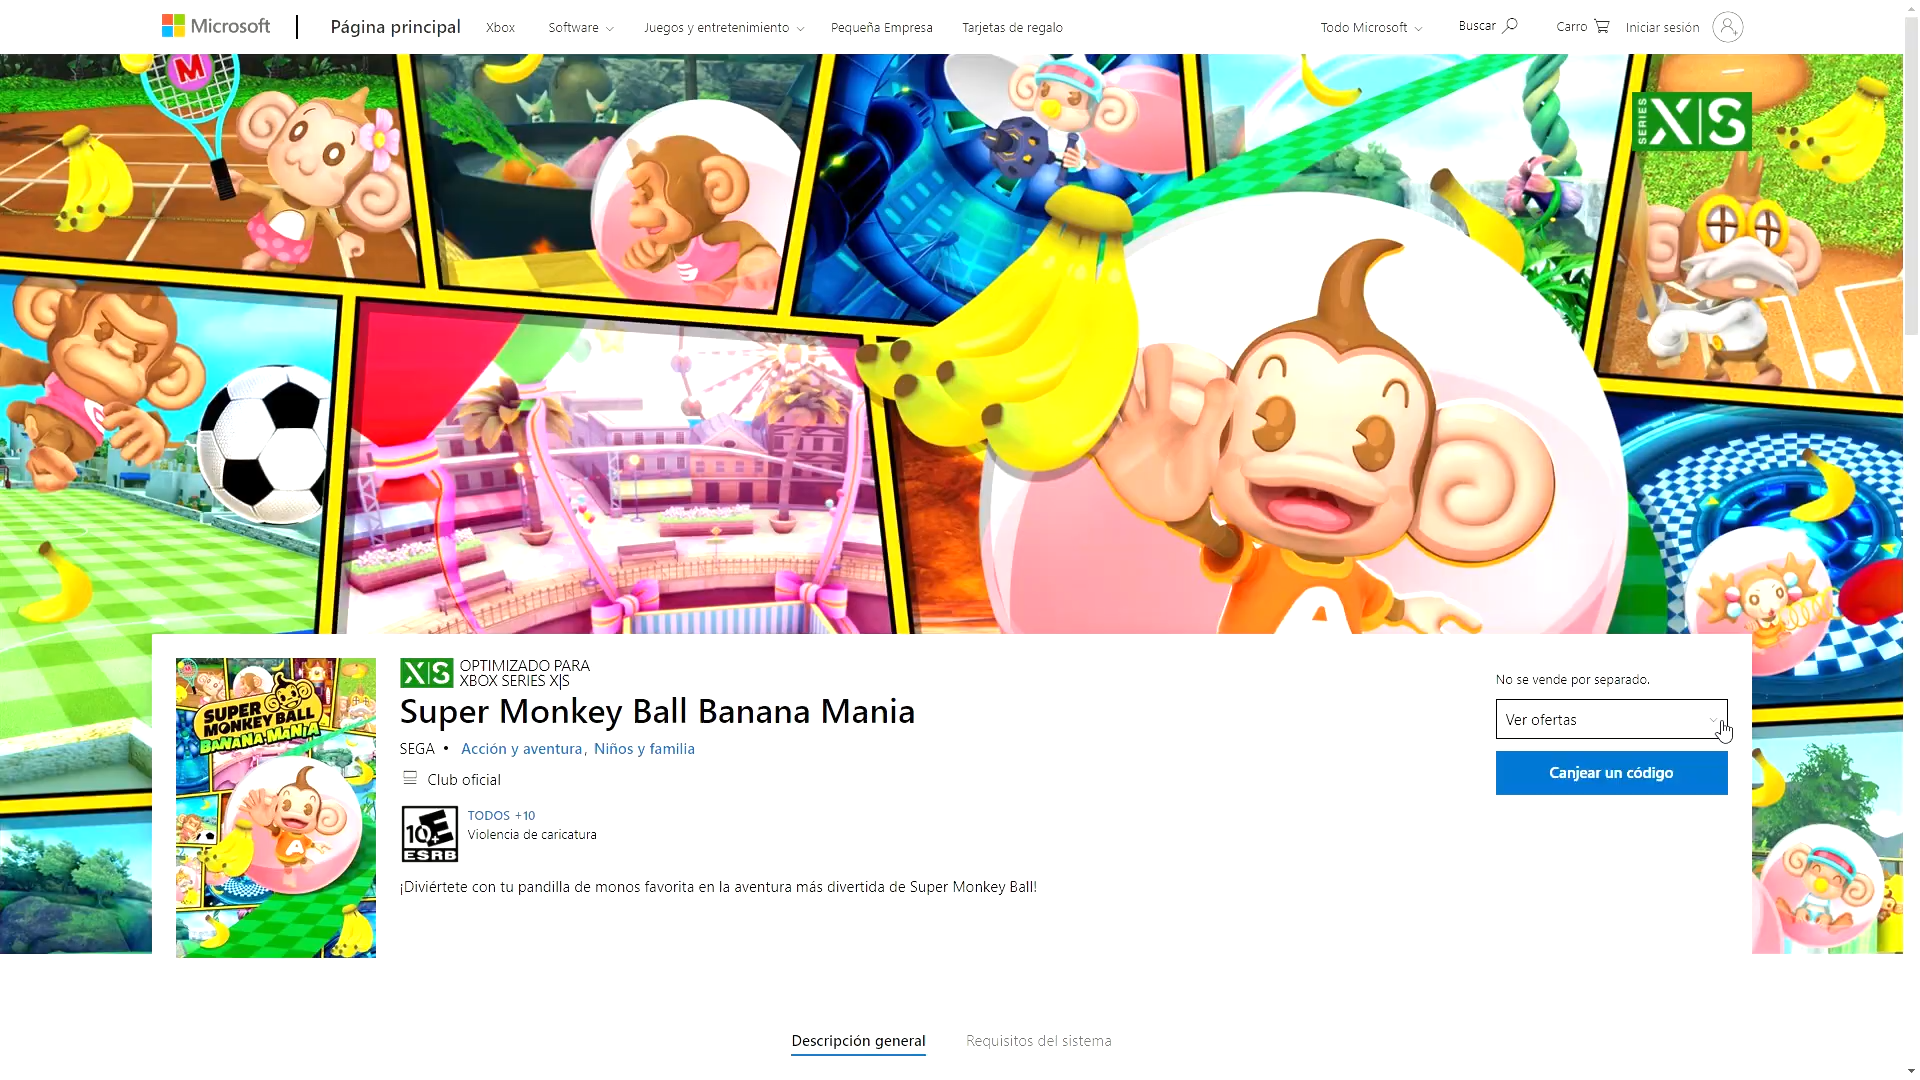 Microsoft
Página principal
Xbox
Software
Juegos y entretenimiento
Pequeña Empresa
Tarjetas de regalo
Todo Microsoft
Buscar
Carro
Iniciar sesión
M
SERIES X|S
A
SUPER
MONKEY BALL
BANANA MANIA
A
X|S
OPTIMIZADO PARA
XBOX SERIES X|S
Super Monkey Ball Banana Mania
SEGA • Acción y aventura, Niños y familia
Club oficial
E 10+
ESRB
TODOS +10
Violencia de caricatura
¡Diviértete con tu pandilla de monos favorita en la aventura más divertida de Super Monkey Ball!
No se vende por separado.
Ver ofertas
Canjear un código
Descripción general
Requisitos del sistema